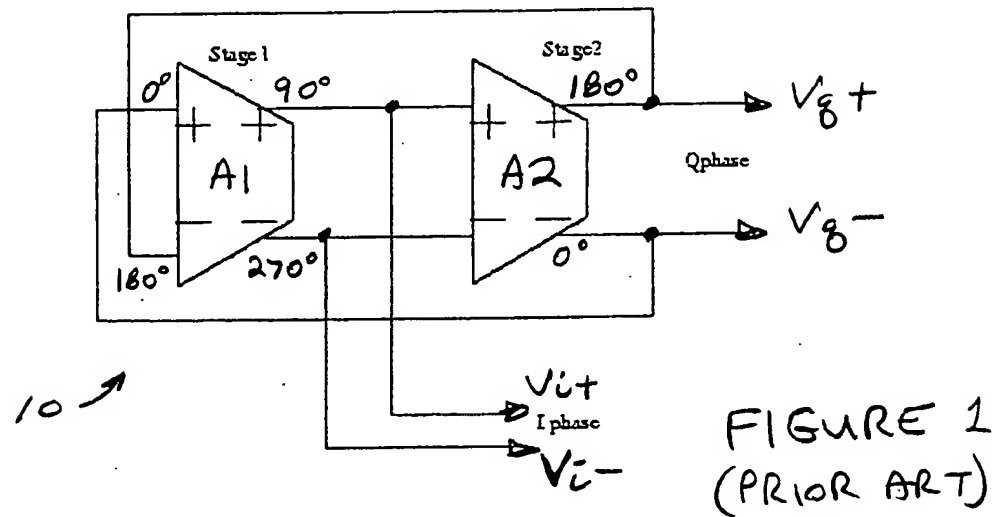 Stage1
Stage2
0°
90°
180°
+ +
+ +
Vq+
A1
A2
Qphase
− −
− −
Vq−
180°
270°
0°
10
Vi+
I phase
Vi−
FIGURE 1
(PRIOR ART)